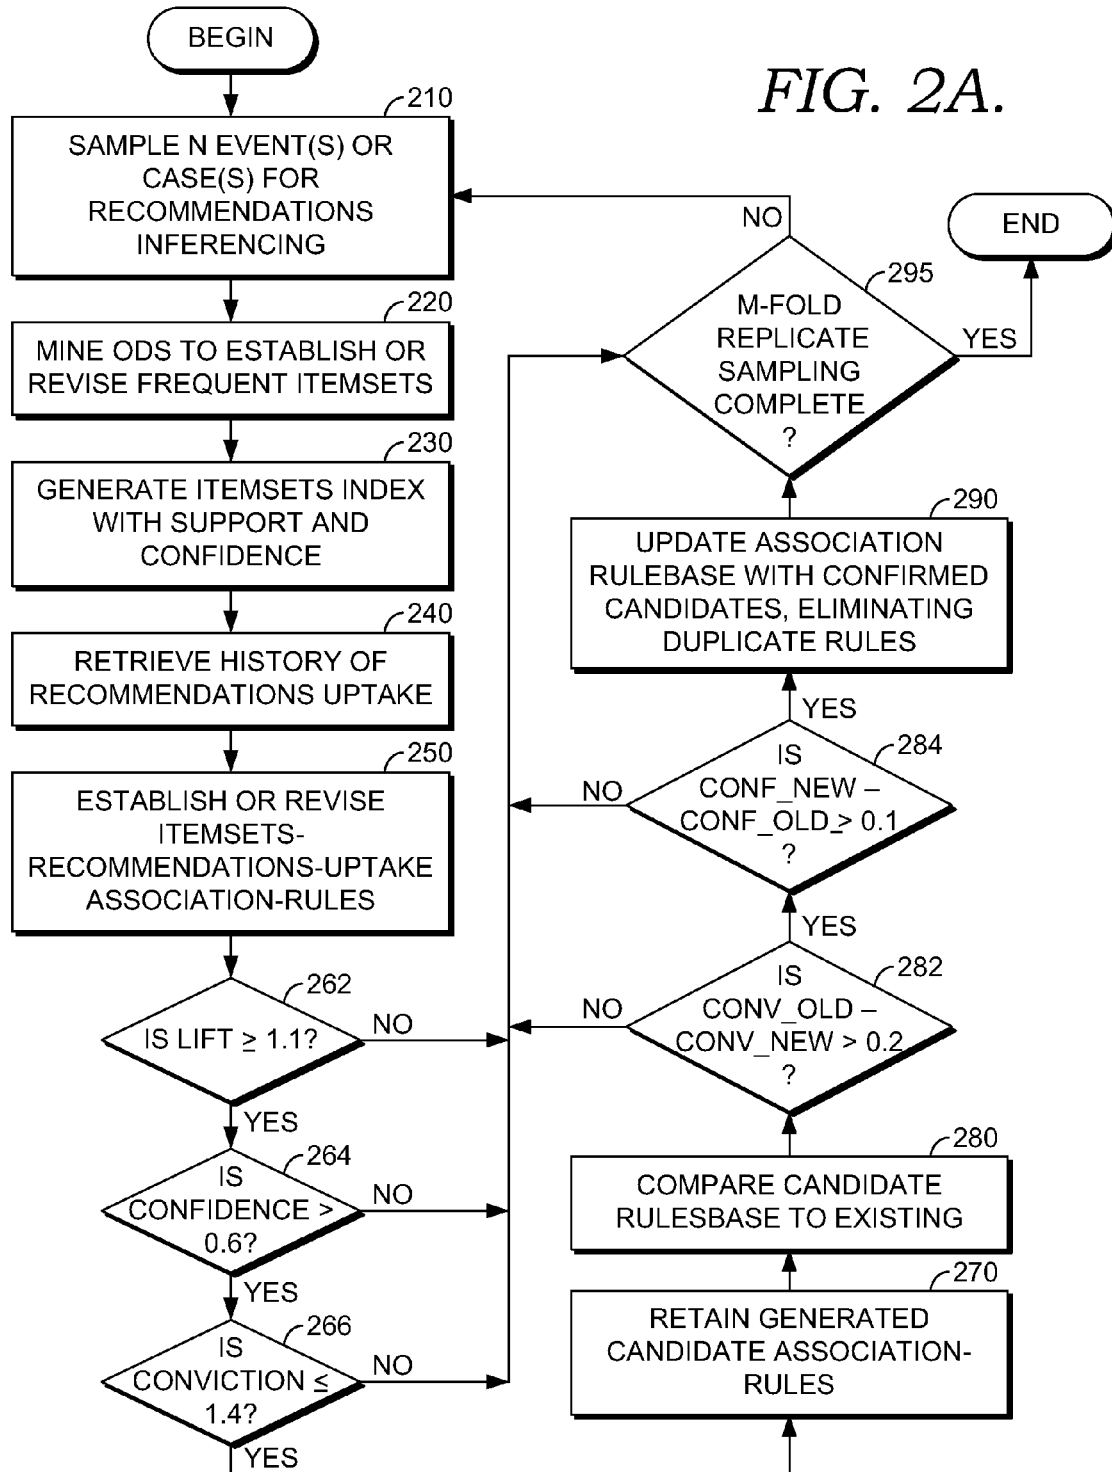 BEGIN
FIG. 2A.
210
SAMPLE N EVENT(S) OR
CASE(S) FOR
RECOMMENDATIONS
INFERENCING
220
MINE ODS TO ESTABLISH OR
REVISE FREQUENT ITEMSETS
230
GENERATE ITEMSETS INDEX
WITH SUPPORT AND
CONFIDENCE
240
RETRIEVE HISTORY OF
RECOMMENDATIONS UPTAKE
250
ESTABLISH OR REVISE
ITEMSETS-
RECOMMENDATIONS-UPTAKE
ASSOCIATION-RULES
262
IS LIFT ≥ 1.1?
NO
YES
264
IS
CONFIDENCE >
0.6?
NO
YES
266
IS
CONVICTION ≤
1.4?
NO
YES
270
RETAIN GENERATED
CANDIDATE ASSOCIATION-
RULES
280
COMPARE CANDIDATE
RULESBASE TO EXISTING
282
IS
CONV_OLD –
CONV_NEW > 0.2
?
NO
YES
284
IS
CONF_NEW –
CONF_OLD ≥ 0.1
?
NO
YES
290
UPDATE ASSOCIATION
RULEBASE WITH CONFIRMED
CANDIDATES, ELIMINATING
DUPLICATE RULES
295
M-FOLD
REPLICATE
SAMPLING
COMPLETE
?
NO
YES
END